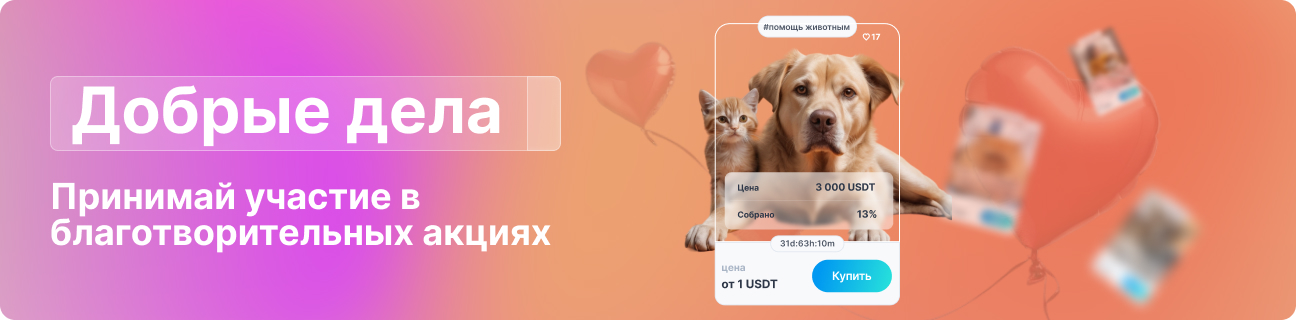 Добрые дела
Принимай участие в
благотворительных акциях
#помощь животным
17
Цена 3 000 USDT
Собрано 13%
31d:63h:10m
цена
от 1 USDT
Купить